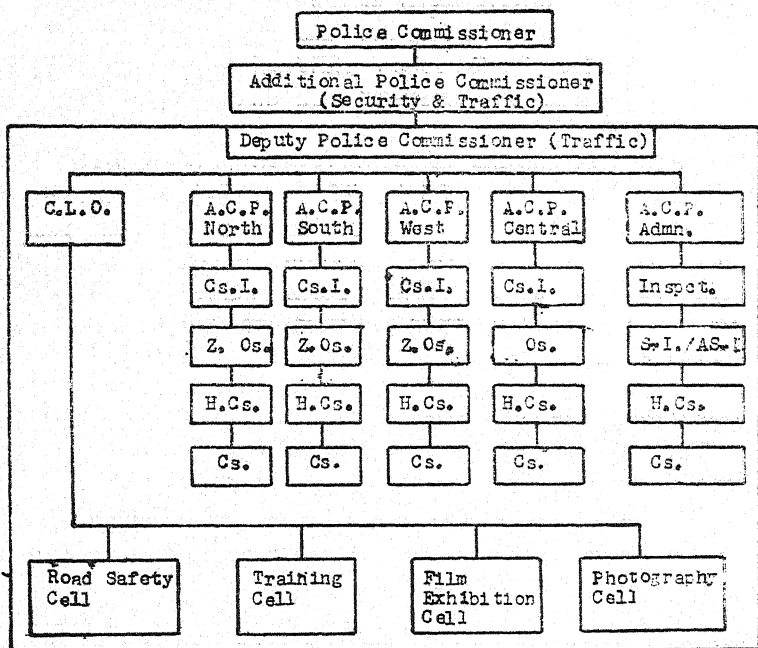 Police Commissioner
Additional Police Commissioner
(Security & Traffic)
Deputy Police Commissioner (Traffic)
C.L.O.
A.C.P.
North
A.C.P.
South
A.C.P.
West
A.C.P.
Central
A.C.P.
Admn.
Cs.I.
Cs.I.
Cs.I.
Cs.I.
Inspct.
Z. Os.
Z.Os.
Z.Os.
Os.
S.I./AS.I
H.Cs.
H.Cs.
H.Cs.
H.Cs.
H.Cs.
Cs.
Cs.
Cs.
Cs.
Cs.
Road Safety
Cell
Training
Cell
Film
Exhibition
Cell
Photography
Cell